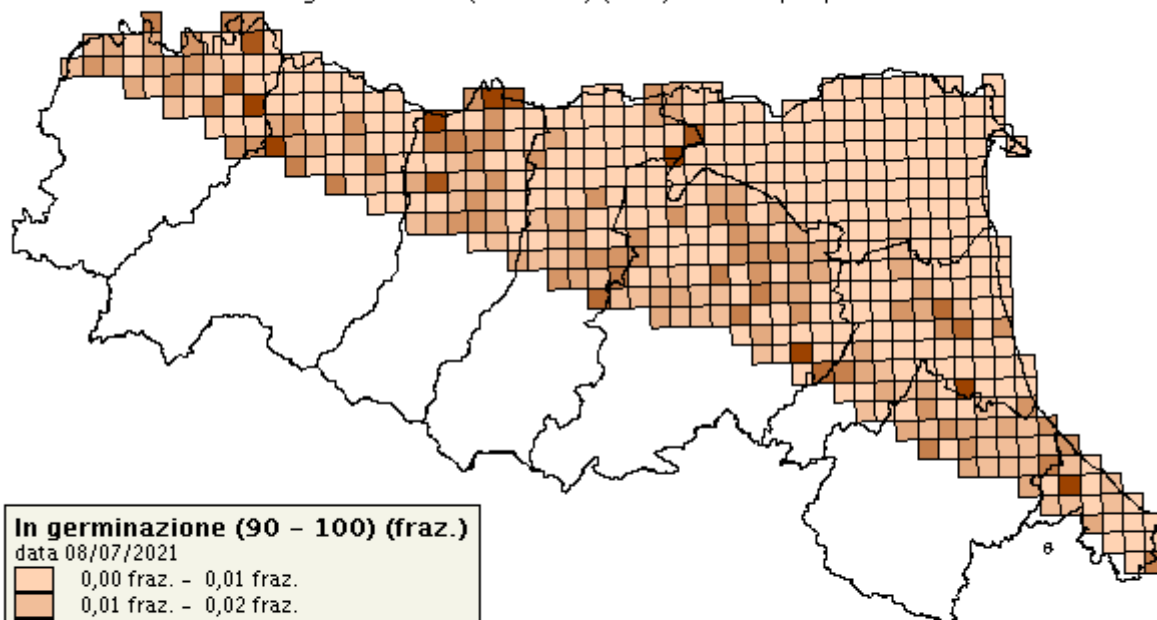 In germinazione (90 – 100) (fraz.)
data 08/07/2021
0,00 fraz. – 0,01 fraz.
0,01 fraz. – 0,02 fraz.